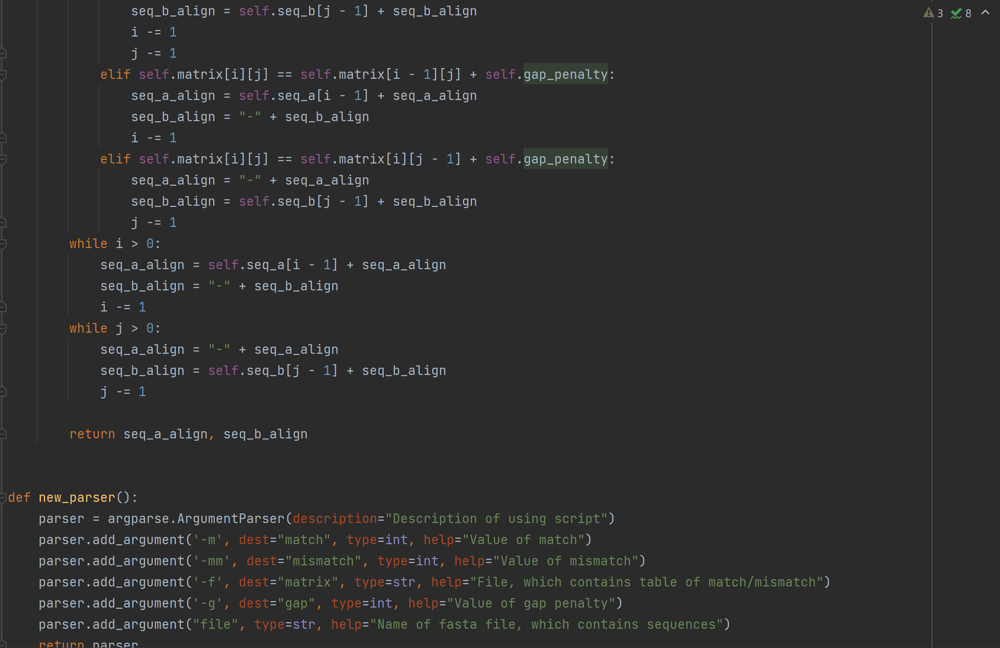 3 8
seq_b_align = self.seq_b[j - 1] + seq_b_align
i -= 1
j -= 1
elif self.matrix[i][j] == self.matrix[i - 1][j] + self.gap_penalty:
seq_a_align = self.seq_a[i - 1] + seq_a_align
seq_b_align = "-" + seq_b_align
i -= 1
elif self.matrix[i][j] == self.matrix[i][j - 1] + self.gap_penalty:
seq_a_align = "-" + seq_a_align
seq_b_align = self.seq_b[j - 1] + seq_b_align
j -= 1
while i > 0:
seq_a_align = self.seq_a[i - 1] + seq_a_align
seq_b_align = "-" + seq_b_align
i -= 1
while j > 0:
seq_a_align = "-" + seq_a_align
seq_b_align = self.seq_b[j - 1] + seq_b_align
j -= 1
return seq_a_align, seq_b_align
def new_parser():
parser = argparse.ArgumentParser(description="Description of using script")
parser.add_argument('-m', dest="match", type=int, help="Value of match")
parser.add_argument('-mm', dest="mismatch", type=int, help="Value of mismatch")
parser.add_argument('-f', dest="matrix", type=str, help="File, which contains table of match/mismatch")
parser.add_argument('-g', dest="gap", type=int, help="Value of gap penalty")
parser.add_argument("file", type=str, help="Name of fasta file, which contains sequences")
return parser